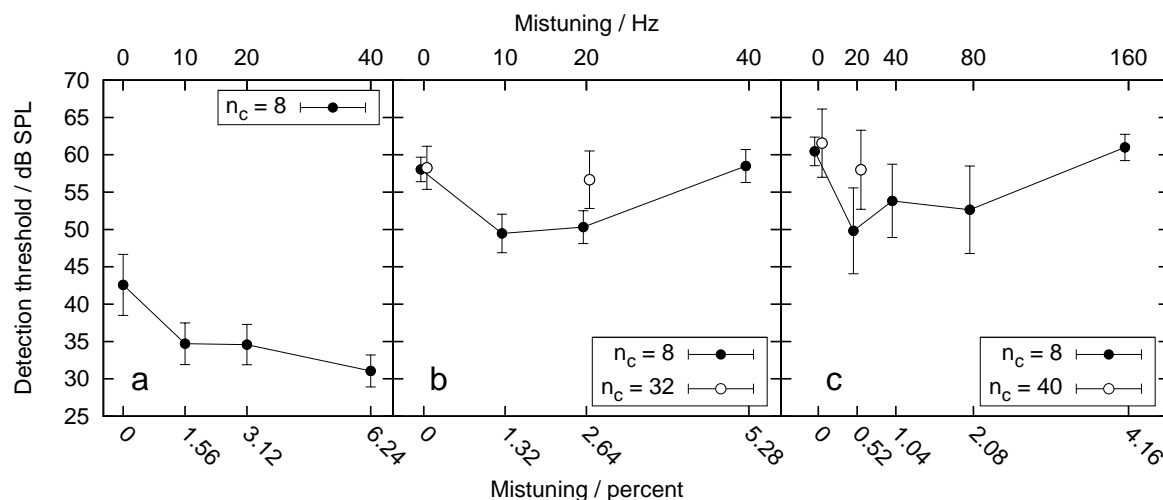 Mistuning / Hz
0 10 20 40 0 10 20 40 0 20 40 80 160
Detection threshold / dB SPL
70
65
60
55
50
45
40
35
30
25
n_c = 8
a
b
n_c = 8
n_c = 32
c
n_c = 8
n_c = 40
0 1.56 3.12 6.24 0 1.32 2.64 5.28 0 0.52 1.04 2.08 4.16
Mistuning / percent